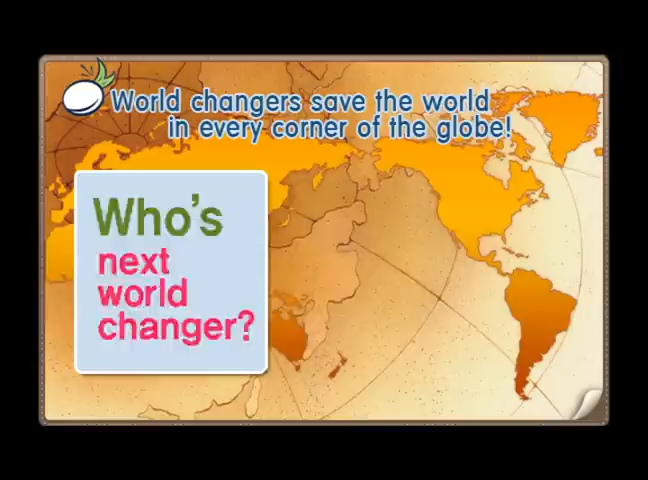 World changers save the world
in every corner of the globe!
Who's
next
world
changer?